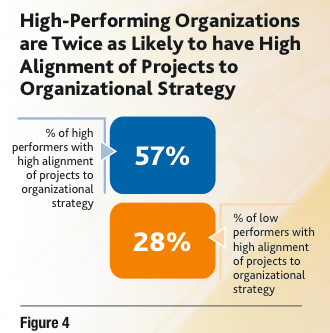 High-Performing Organizations
are Twice as Likely to have High
Alignment of Projects to
Organizational Strategy
% of high
performers with
high alignment
of projects to
organizational
strategy
57%
28%
% of low
performers with
high alignment
of projects to
organizational
strategy
Figure 4